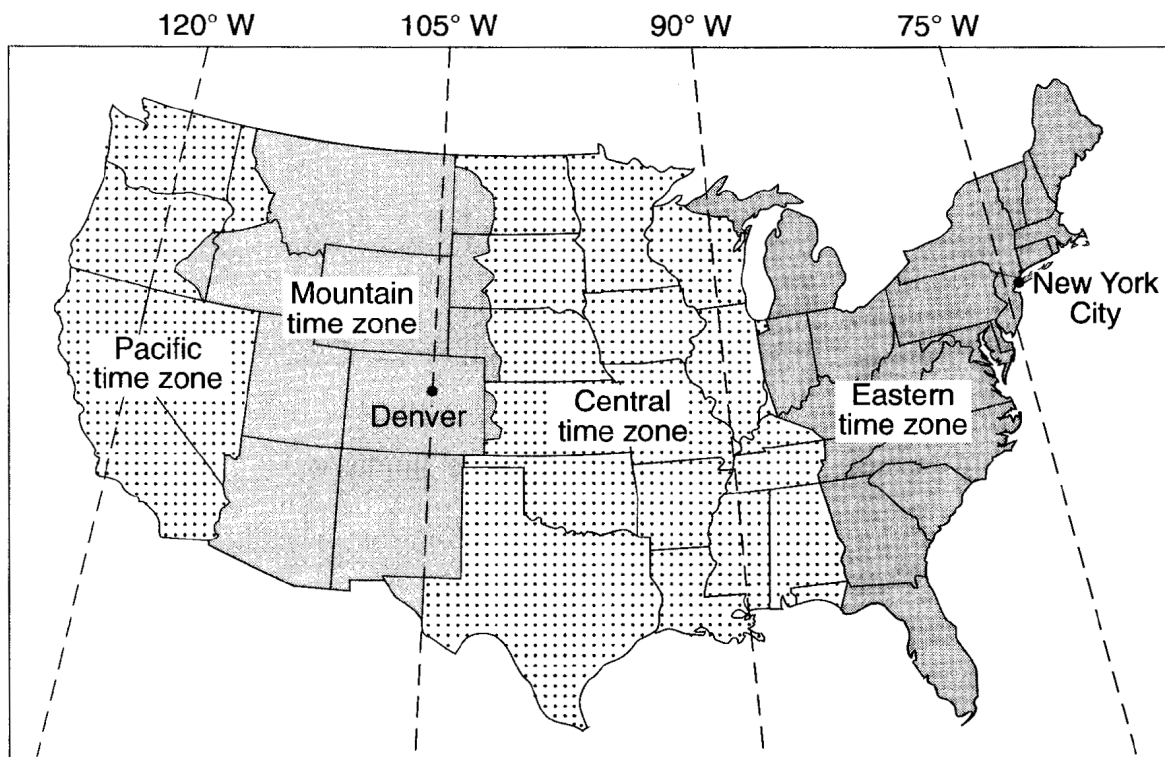 120° W
105° W
90° W
75° W
Mountain
time zone
New York
City
Pacific
time zone
Denver
Central
time zone
Eastern
time zone